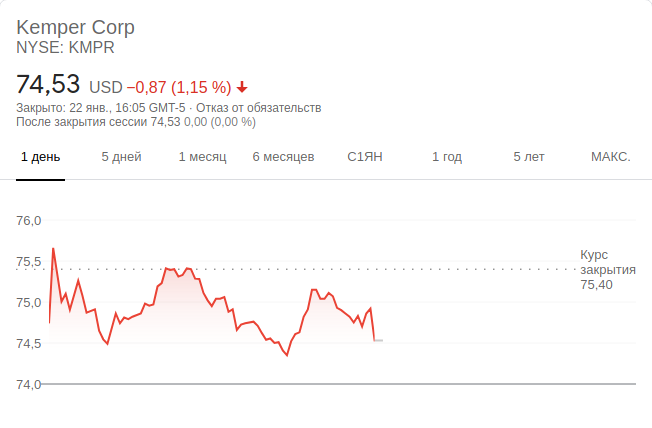 Kemper Corp
NYSE: KMPR
74,53 USD −0,87 (1,15 %)
Закрыто: 22 янв., 16:05 GMT-5 · Отказ от обязательств
После закрытия сессии 74,53 0,00 (0,00 %)
1 день 5 дней 1 месяц 6 месяцев С1ЯН 1 год 5 лет МАКС.
76,0
75,5
75,0
74,5
74,0
Курс
закрытия
75,40